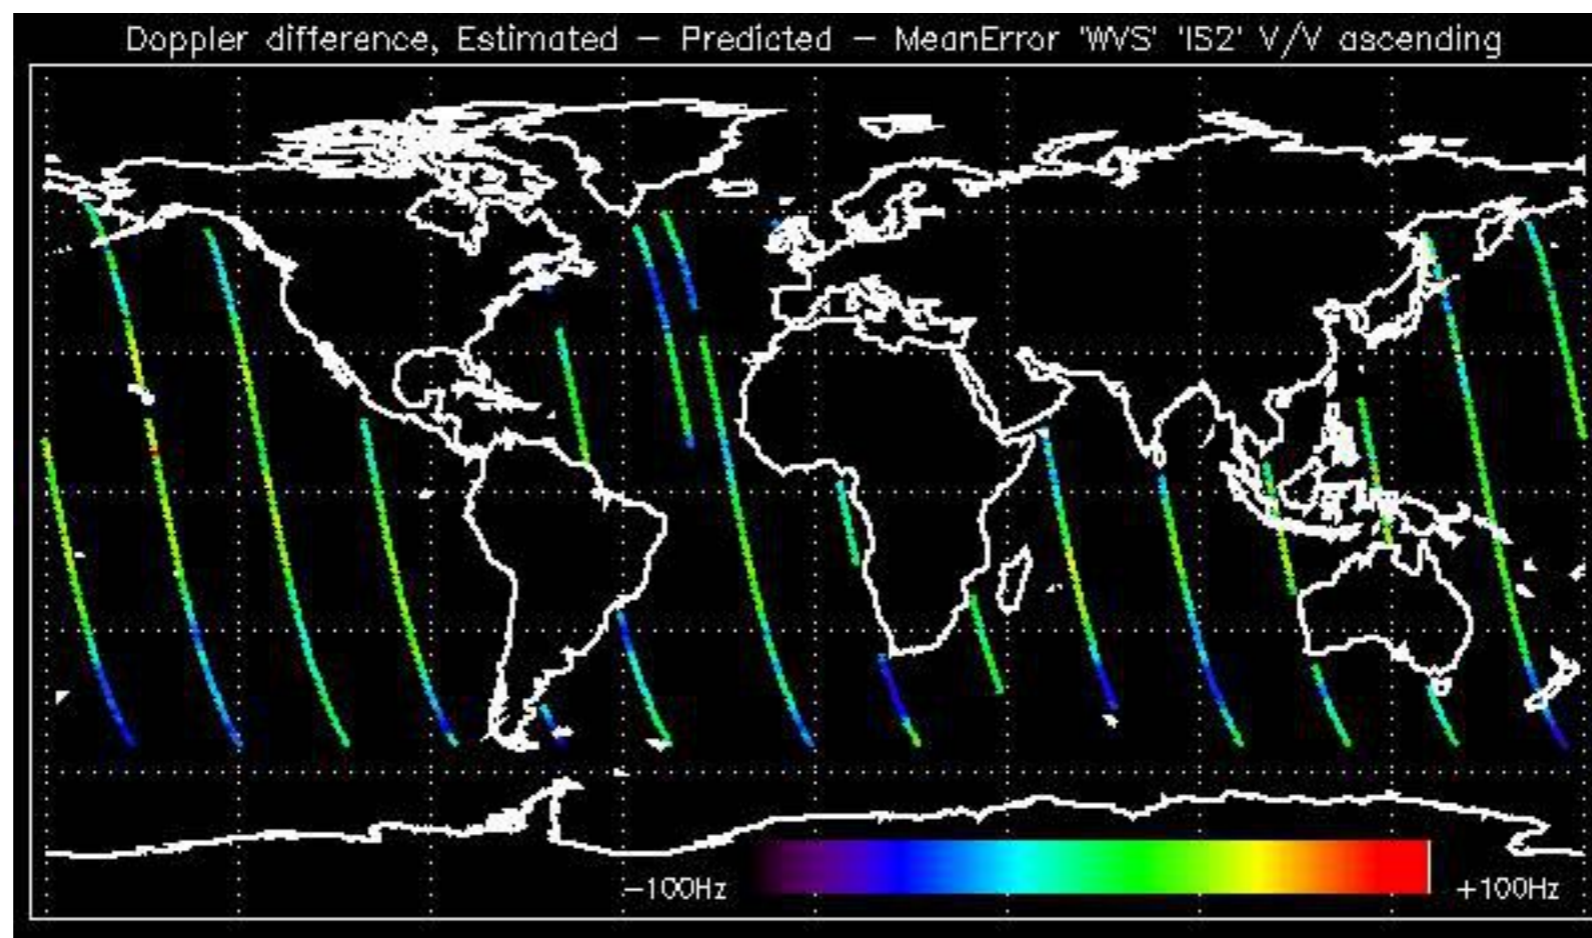 Doppler difference, Estimated − Predicted − MeanError 'WVS' 'IS2' V/V ascending
−100Hz +100Hz